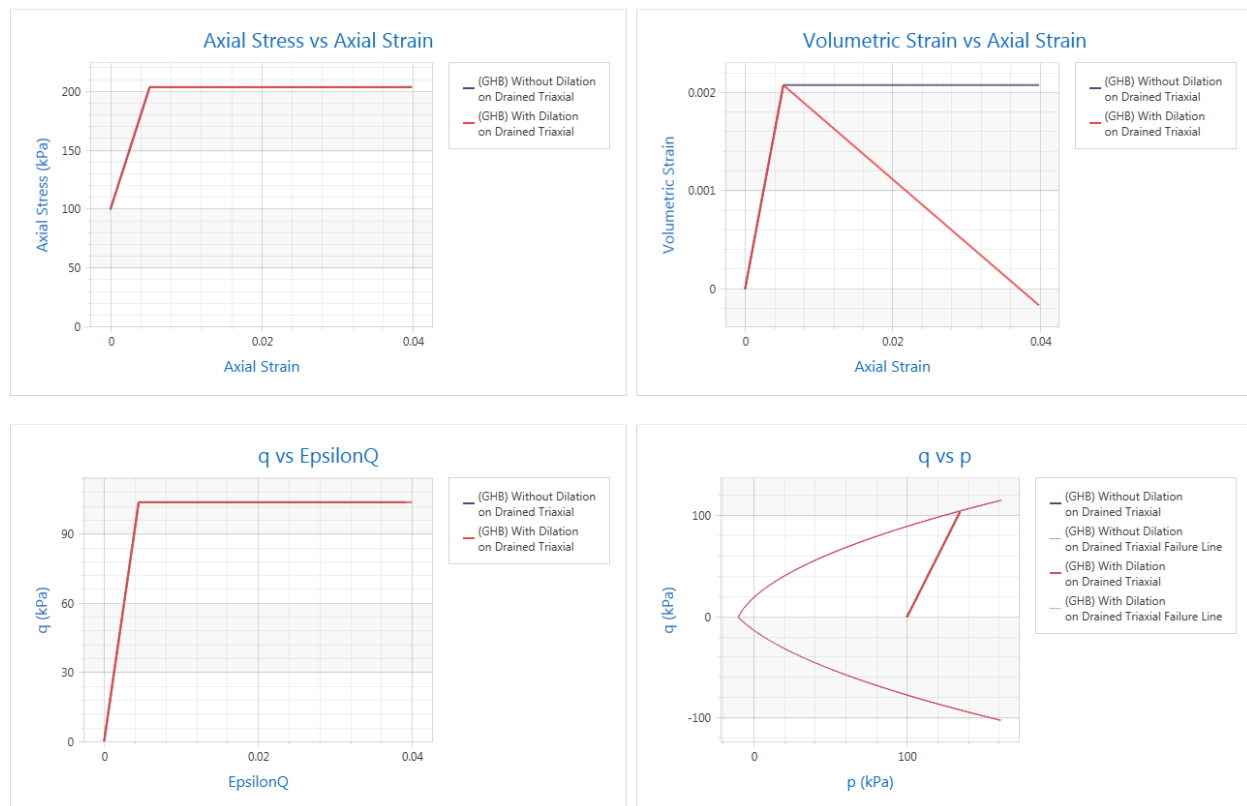 Axial Stress vs Axial Strain
Axial Stress (kPa)
200
150
100
50
0
0
0.02
0.04
Axial Strain
(GHB) Without Dilation
on Drained Triaxial
(GHB) With Dilation
on Drained Triaxial
Volumetric Strain vs Axial Strain
Volumetric Strain
0.002
0.001
0
0
0.02
0.04
Axial Strain
(GHB) Without Dilation
on Drained Triaxial
(GHB) With Dilation
on Drained Triaxial
q vs EpsilonQ
q (kPa)
90
60
30
0
0
0.02
0.04
EpsilonQ
(GHB) Without Dilation
on Drained Triaxial
(GHB) With Dilation
on Drained Triaxial
q vs p
q (kPa)
100
0
-100
0
100
p (kPa)
(GHB) Without Dilation
on Drained Triaxial
(GHB) Without Dilation
on Drained Triaxial Failure Line
(GHB) With Dilation
on Drained Triaxial
(GHB) With Dilation
on Drained Triaxial Failure Line